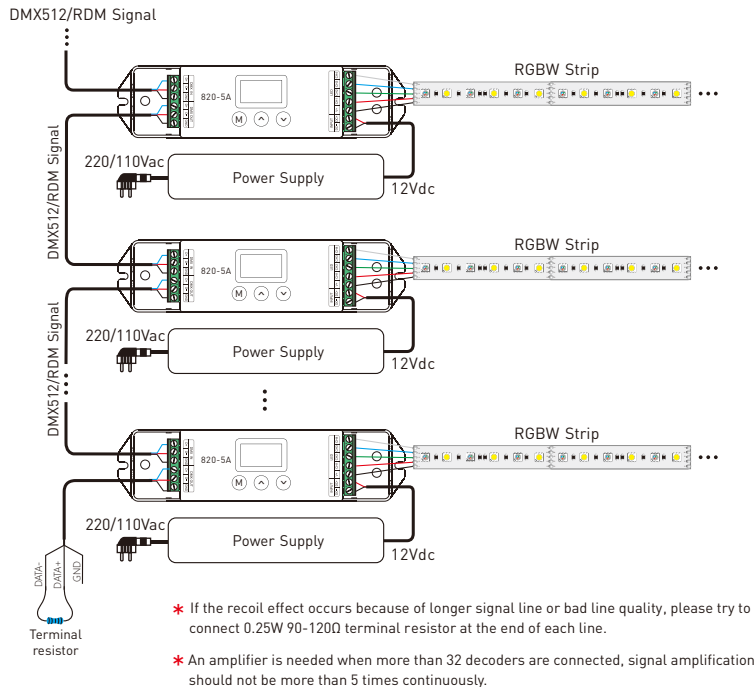 DMX512/RDM Signal
820-5A
M
RGBW Strip
220/110Vac
Power Supply
12Vdc
DMX512/RDM Signal
820-5A
M
RGBW Strip
220/110Vac
Power Supply
12Vdc
DMX512/RDM Signal
820-5A
M
RGBW Strip
220/110Vac
Power Supply
12Vdc
DATA-
DATA+
GND
Terminal
resistor
* If the recoil effect occurs because of longer signal line or bad line quality, please try to
connect 0.25W 90-120Ω terminal resistor at the end of each line.
* An amplifier is needed when more than 32 decoders are connected, signal amplification
should not be more than 5 times continuously.